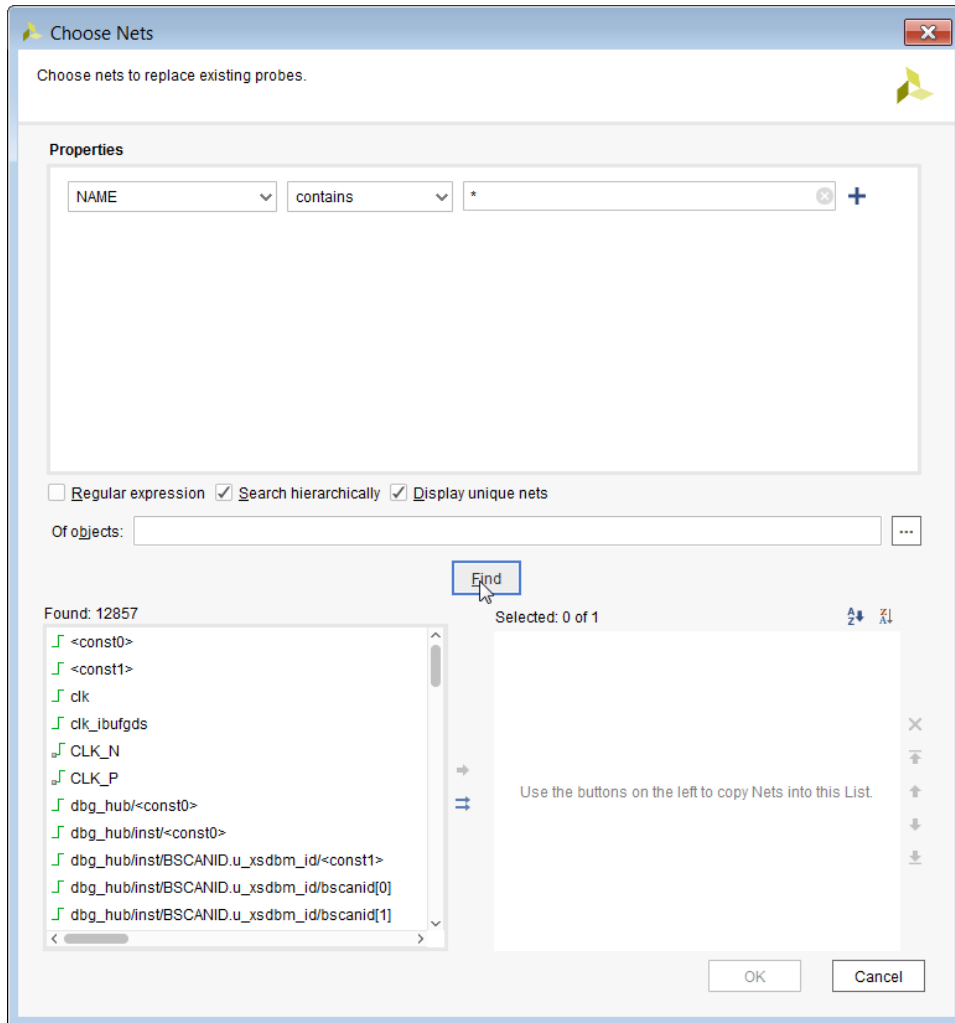 Choose Nets
Choose nets to replace existing probes.
Properties
NAME contains *
Regular expression Search hierarchically Display unique nets
Of objects: ...
Find
Found: 12857
Selected: 0 of 1
<const0>
<const1>
clk
clk_ibufgds
CLK_N
CLK_P
dbg_hub/<const0>
dbg_hub/inst/<const0>
dbg_hub/inst/BSCANID.u_xsdbm_id/<const1>
dbg_hub/inst/BSCANID.u_xsdbm_id/bscanid[0]
dbg_hub/inst/BSCANID.u_xsdbm_id/bscanid[1]
Use the buttons on the left to copy Nets into this List.
OK Cancel